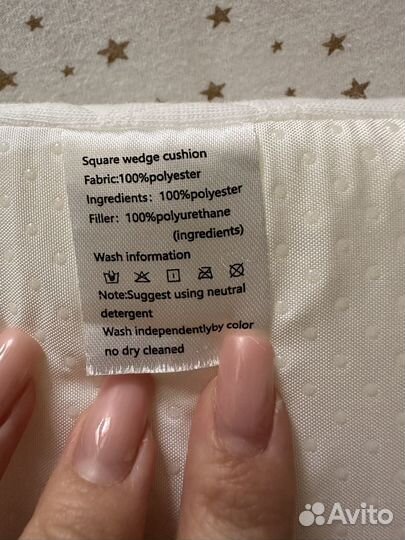 Square wedge cushion
Fabric:100%polyester
Ingredients: 100%polyester
Filler: 100%polyurethane
(ingredients)
Wash information
Note:Suggest using neutral
detergent
Wash independentlyby color
no dry cleaned
Avito